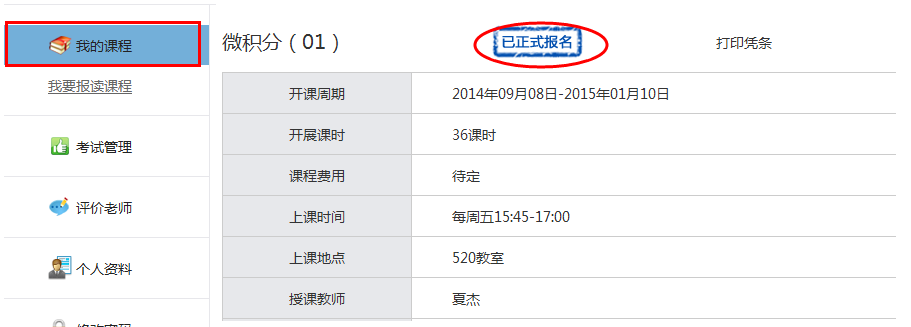 我的课程
我要报读课程
考试管理
评价老师
个人资料
微积分（01） 已正式报名 打印凭条
开课周期 2014年09月08日-2015年01月10日
开展课时 36课时
课程费用 待定
上课时间 每周五15:45-17:00
上课地点 520教室
授课教师 夏杰